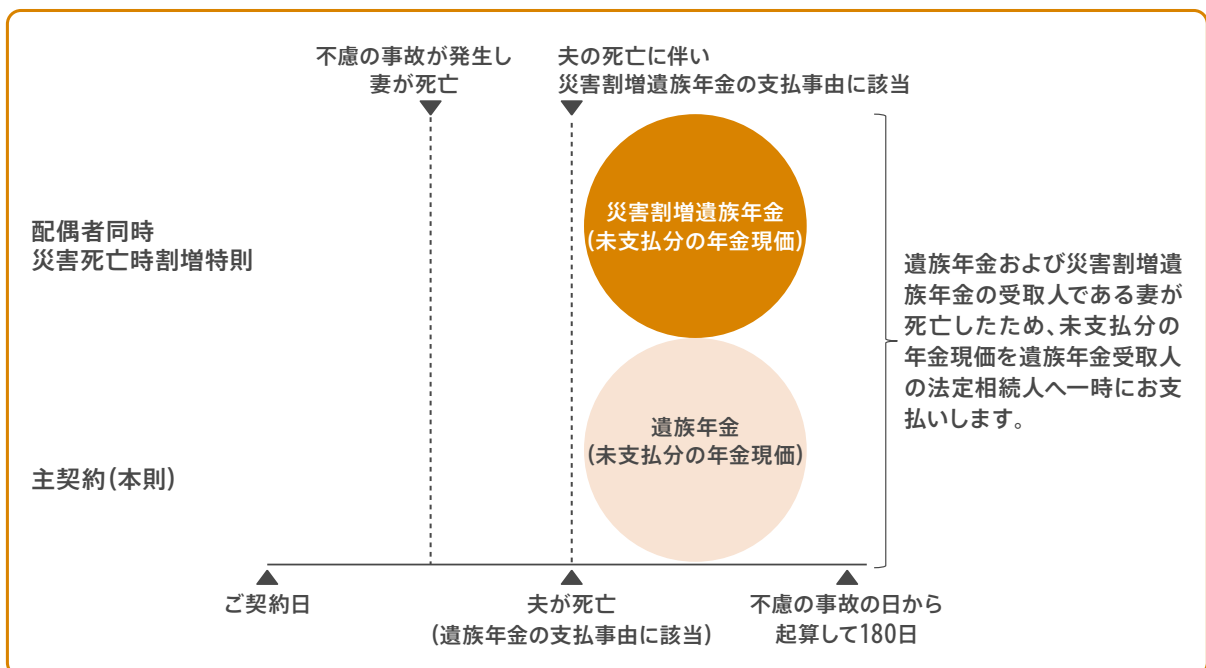 不慮の事故が発生し
妻が死亡
夫の死亡に伴い
災害割増遺族年金の支払事由に該当
配偶者同時
災害死亡時割増特則
災害割増遺族年金
(未支払分の年金現価)
遺族年金および災害割増遺
族年金の受取人である妻が
死亡したため、未支払分の
年金現価を遺族年金受取人
の法定相続人へ一時にお支
払いします。
主契約(本則)
遺族年金
(未支払分の年金現価)
ご契約日
夫が死亡
(遺族年金の支払事由に該当)
不慮の事故の日から
起算して180日